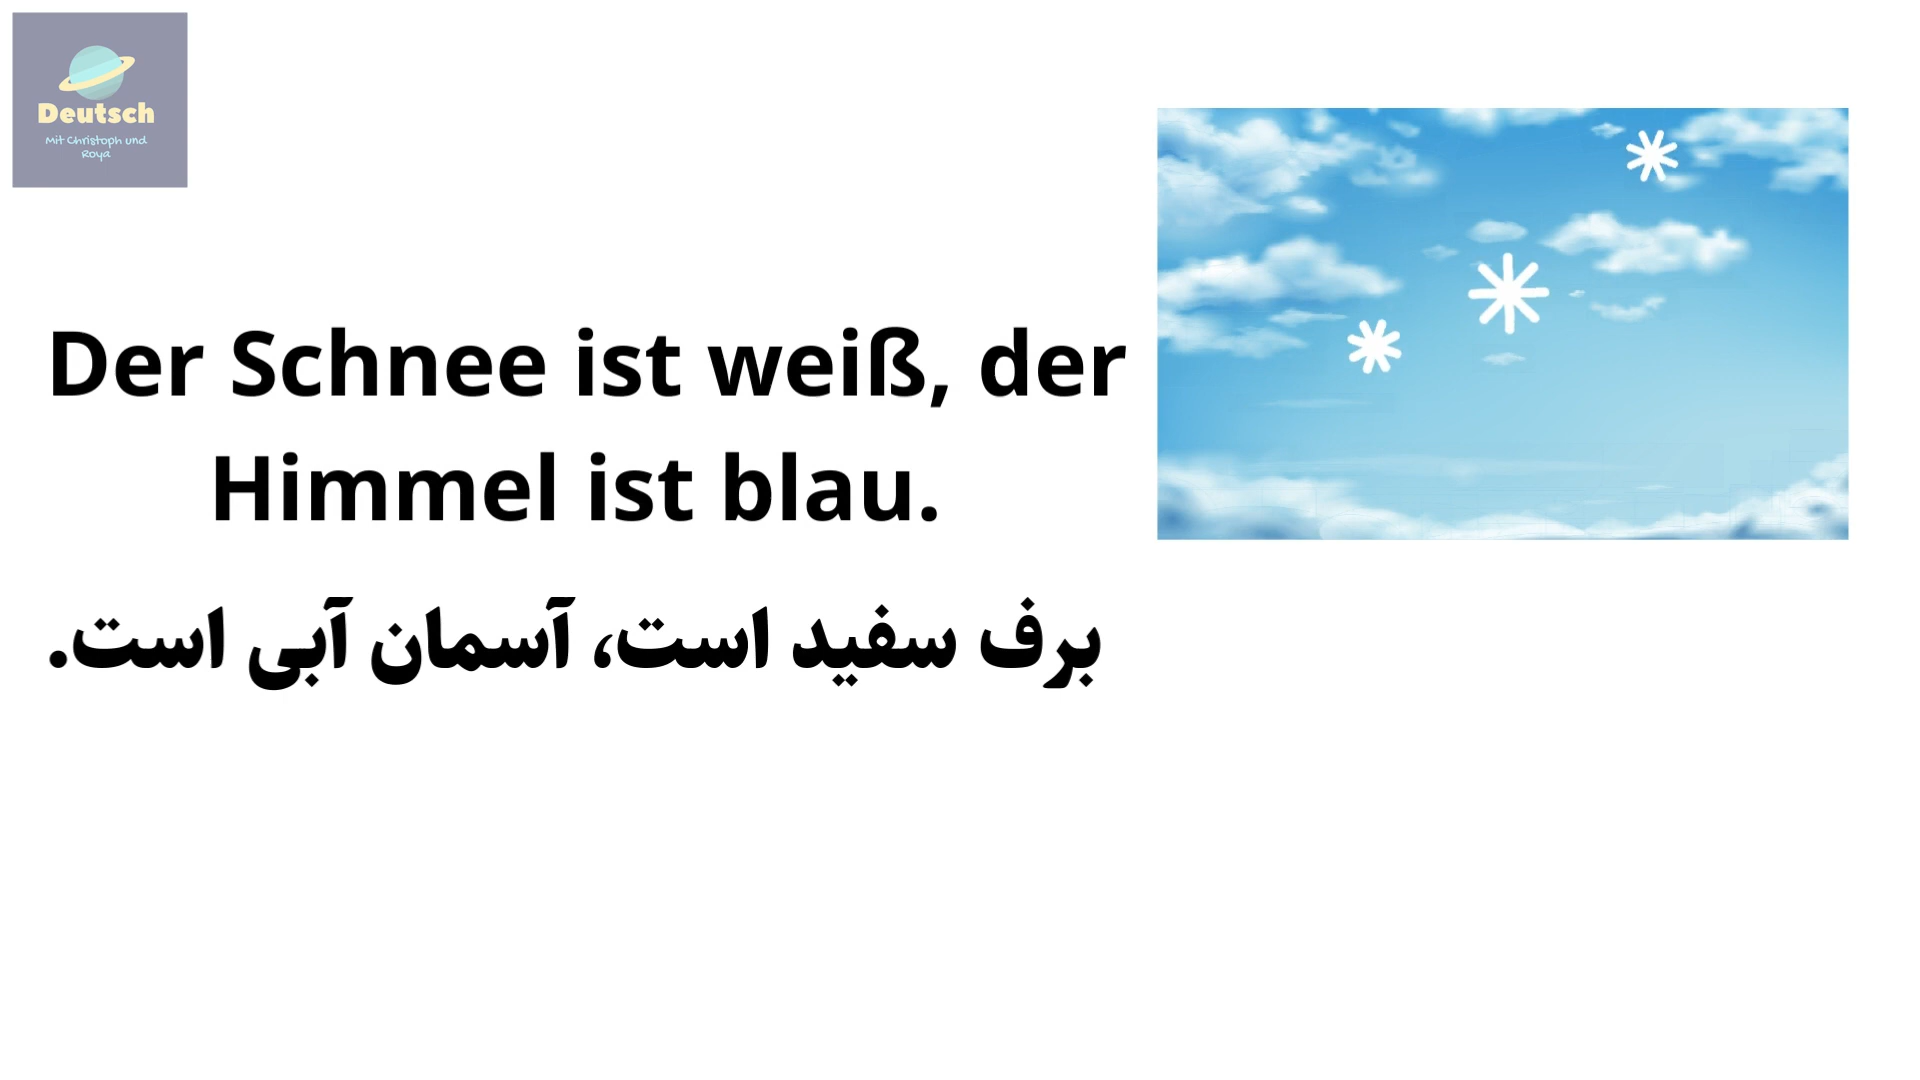 Deutsch
Mit Christoph und
Roya
Der Schnee ist weiß, der
Himmel ist blau.
برف سفید است، آسمان آبی است.